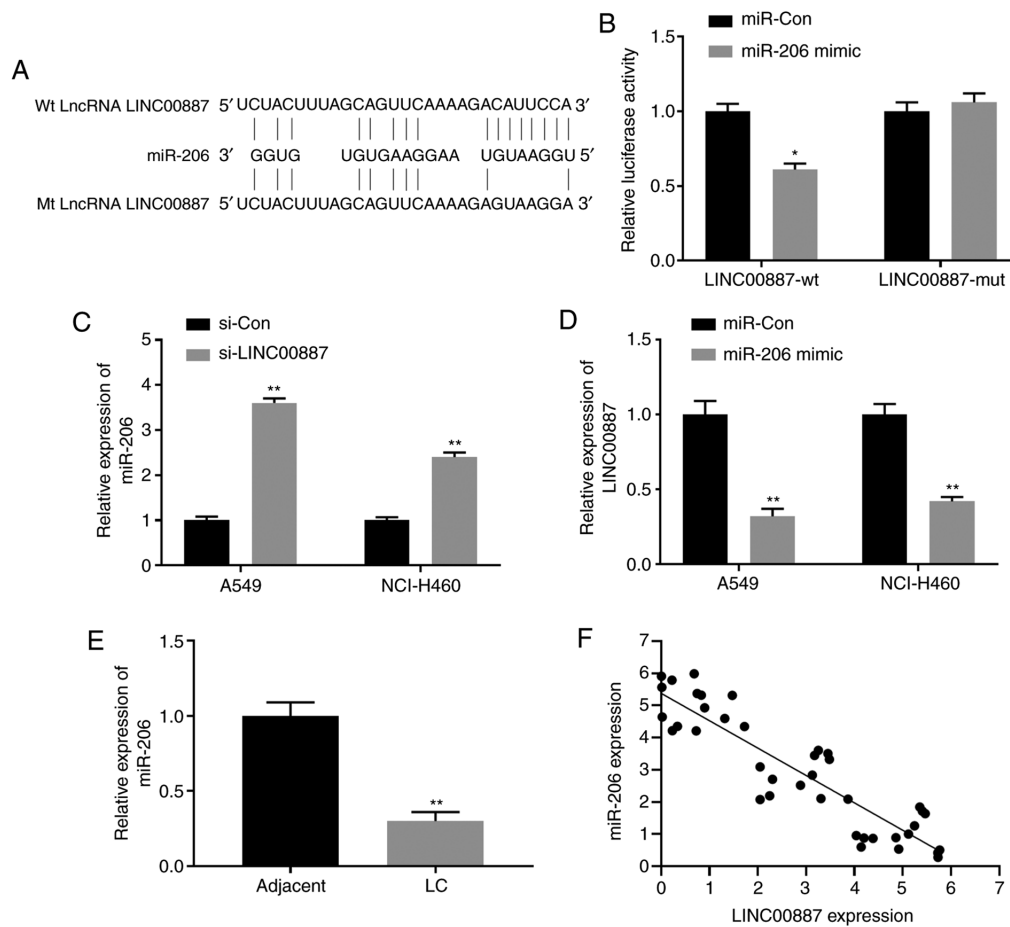 A
Wt LncRNA LINC00887 5′ UCUACUUUAGCAGUUCAAAAGACAUUCCA 3′
miR-206 3′ GGUG UGUGAAGGAA UGUAAGGU 5′
Mt LncRNA LINC00887 5′ UCUACUUUAGCAGUUCAAAAGAGUAAGGA 3′
B
miR-Con
miR-206 mimic
Relative luciferase activity
1.5
1.0
0.5
0.0
*
LINC00887-wt LINC00887-mut
C
si-Con
si-LINC00887
Relative expression of
miR-206
5
4
3
2
1
0
**
**
A549 NCI-H460
D
miR-Con
miR-206 mimic
Relative expression of
LINC00887
1.5
1.0
0.5
0.0
**
**
A549 NCI-H460
E
Relative expression of
miR-206
1.5
1.0
0.5
0.0
**
Adjacent LC
F
miR-206 expression
7
6
5
4
3
2
1
0
0 1 2 3 4 5 6 7
LINC00887 expression